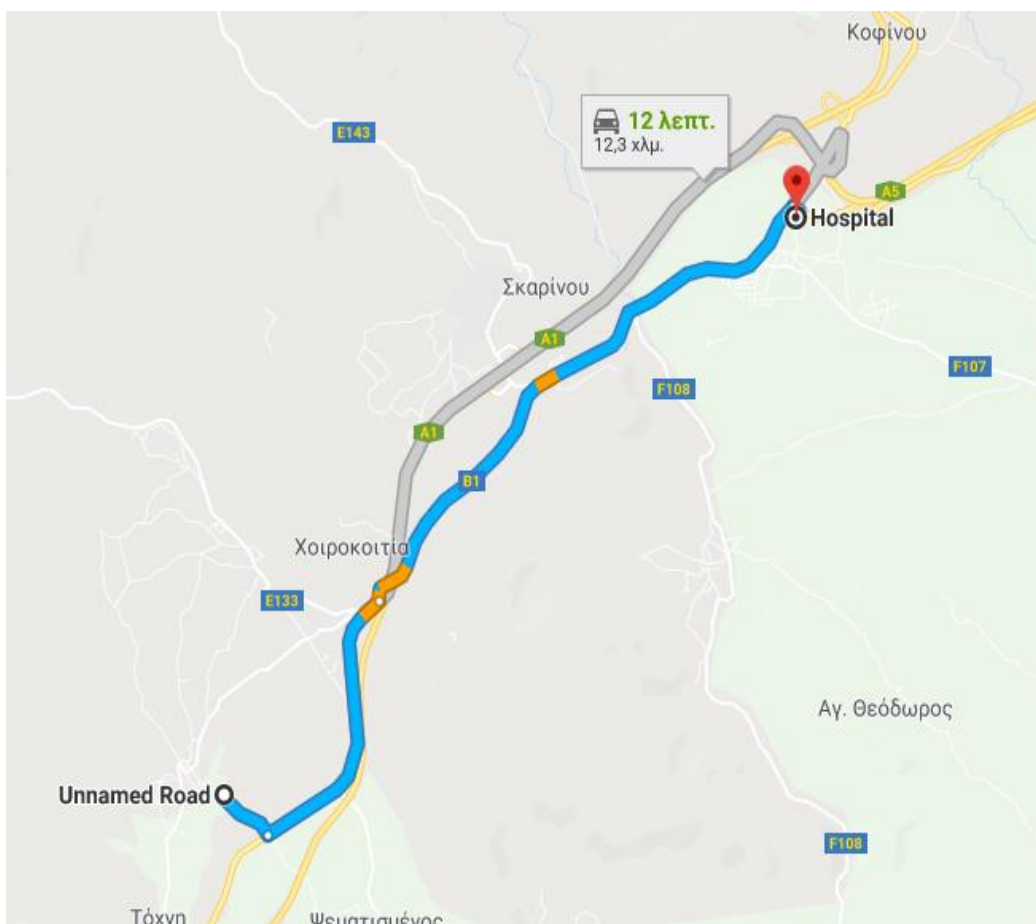 Κοφίνου
12 λεπτ.
12,3 χλμ.
E143
A5
Hospital
Σκαρίνου
A1
F107
F108
A1
B1
Χοιροκοιτία
E133
Αγ. Θεόδωρος
Unnamed Road
F108
Τόχνη
Ψεματισμένος